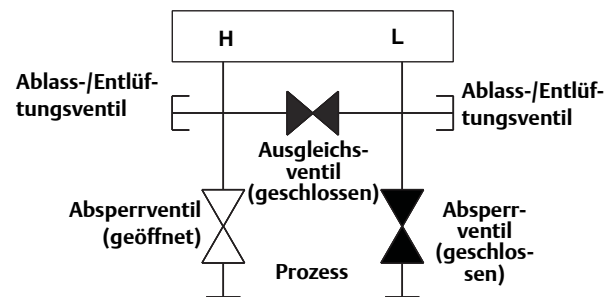 H
L
Ablass-/Entlüf-
tungsventil
Ablass-/Entlüf-
tungsventil
Ausgleichs-
ventil
(geschlossen)
Absperrventil
(geöffnet)
Absperr-
ventil
(geschlos-
sen)
Prozess